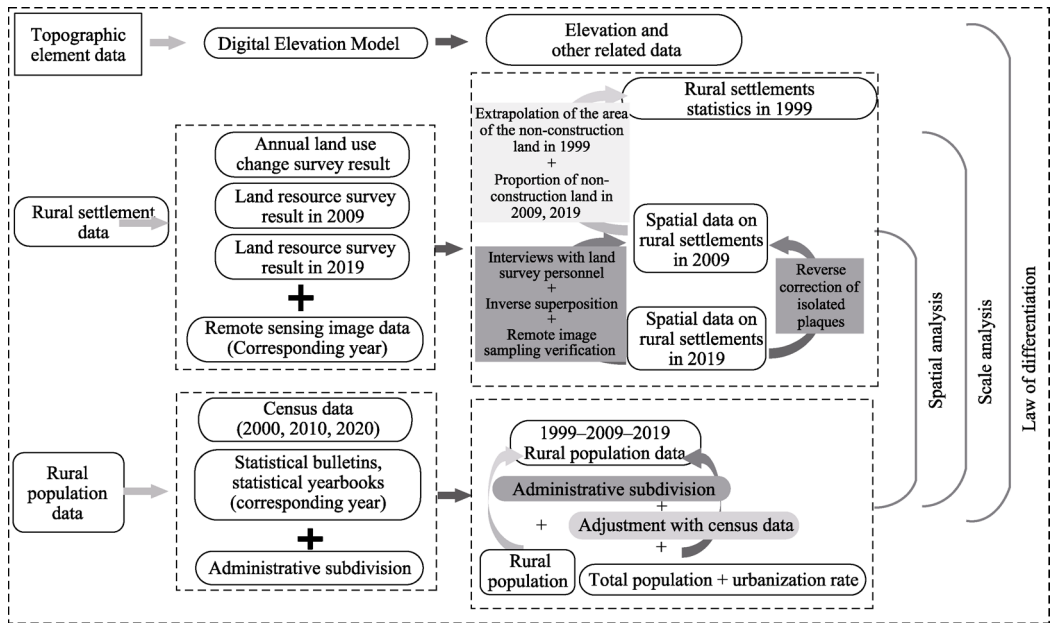 Topographic
element data
Digital Elevation Model
Elevation and
other related data
Rural settlement
data
Annual land use
change survey result
Land resource survey
result in 2009
Land resource survey
result in 2019
+
Remote sensing image data
(Corresponding year)
Rural settlements
statistics in 1999
Extrapolation of the area
of the non-construction
land in 1999
+
Proportion of non-
construction land in
2009, 2019
Spatial data on
rural settlements
in 2009
Interviews with land
survey personnel
+
Inverse superposition
+
Remote image
sampling verification
Spatial data on
rural settlements
in 2019
Reverse
correction of
isolated
plaques
Rural
population
data
Census data
(2000, 2010, 2020)
Statistical bulletins,
statistical yearbooks
(corresponding year)
+
Administrative subdivision
1999–2009–2019
Rural population data
Administrative subdivision
+
+
Adjustment with census data
+
Rural
population
Total population + urbanization rate
Spatial analysis
Scale analysis
Law of differentiation